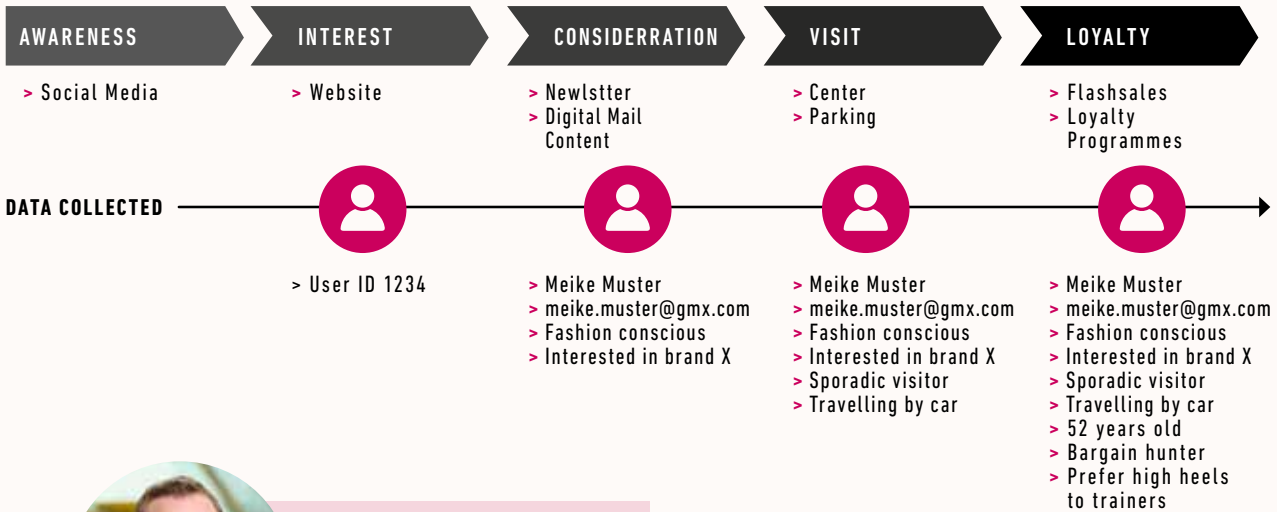 AWARENESS
INTEREST
CONSIDERRATION
VISIT
LOYALTY
> Social Media
> Website
> Newlstter
> Digital Mail
Content
> Center
> Parking
> Flashsales
> Loyalty
Programmes
DATA COLLECTED
> User ID 1234
> Meike Muster
> meike.muster@gmx.com
> Fashion conscious
> Interested in brand X
> Meike Muster
> meike.muster@gmx.com
> Fashion conscious
> Interested in brand X
> Sporadic visitor
> Travelling by car
> Meike Muster
> meike.muster@gmx.com
> Fashion conscious
> Interested in brand X
> Sporadic visitor
> Travelling by car
> 52 years old
> Bargain hunter
> Prefer high heels
to trainers